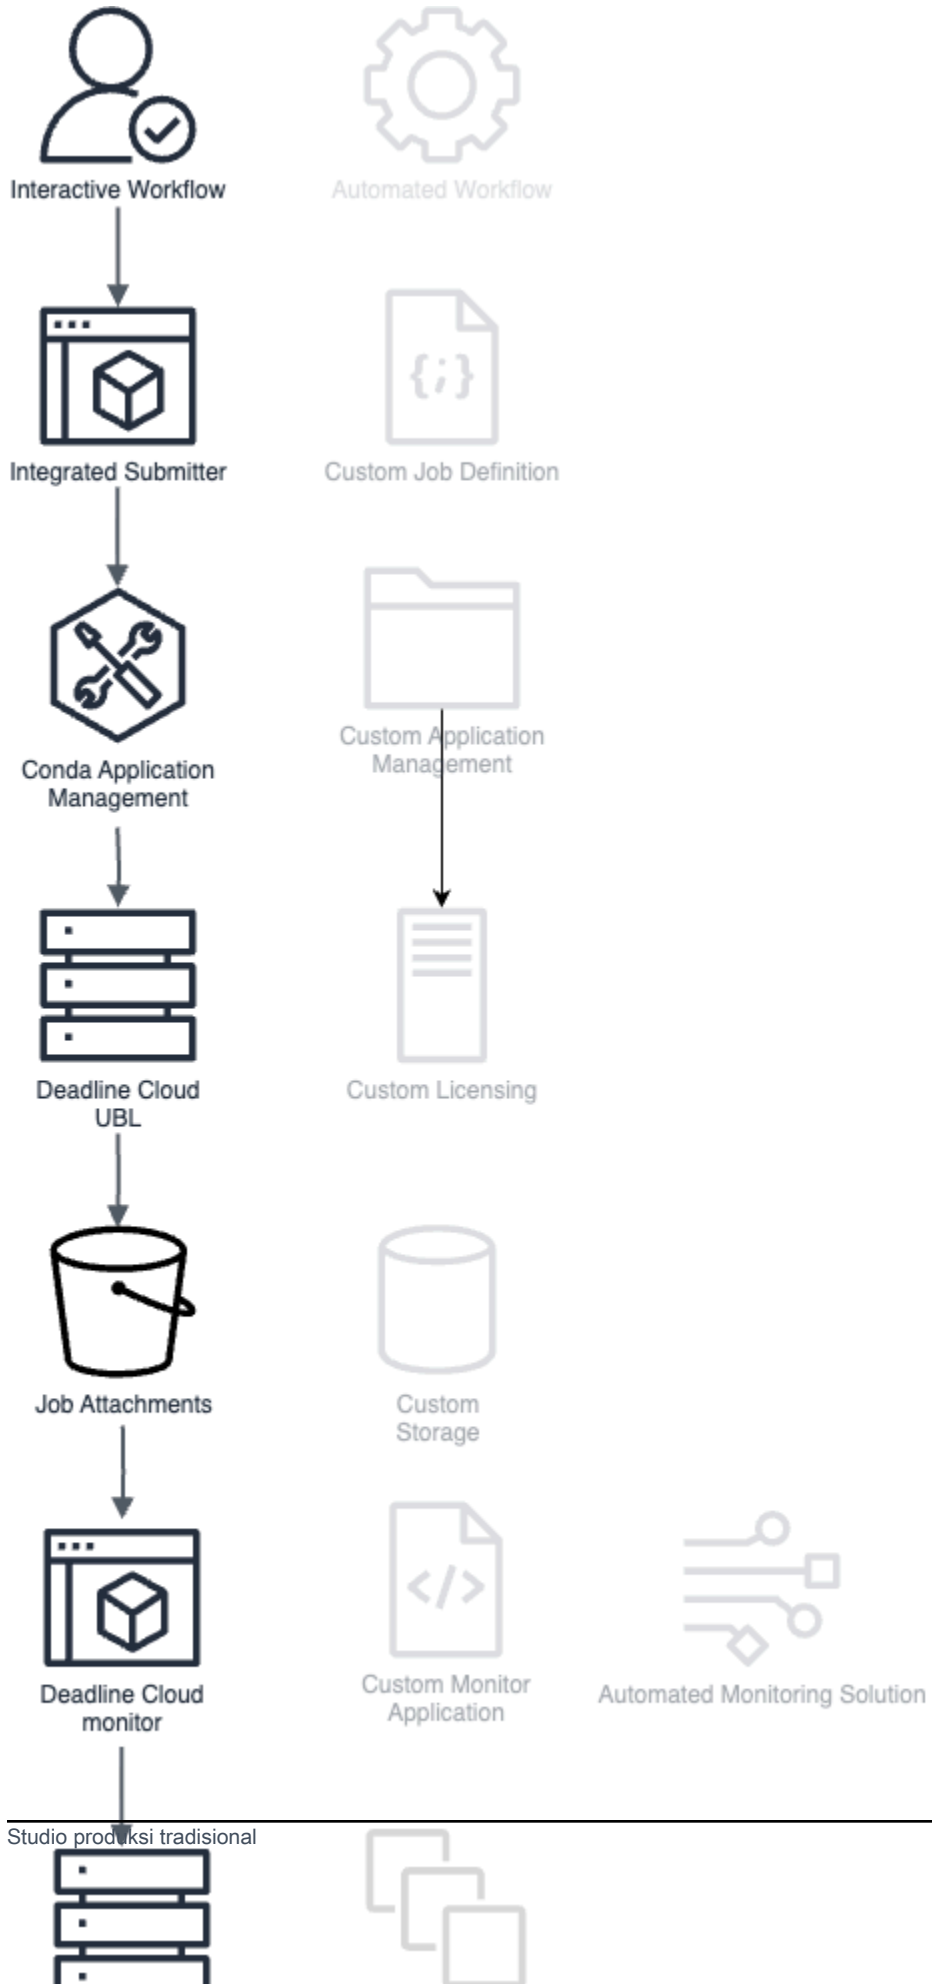 Interactive Workflow
Automated Workflow
Integrated Submitter
Custom Job Definition
{;}
Conda Application
Management
Custom Application
Management
Deadline Cloud
UBL
Custom Licensing
Job Attachments
Custom
Storage
</>
Deadline Cloud
monitor
Custom Monitor
Application
Automated Monitoring Solution
Studio produksi tradisional